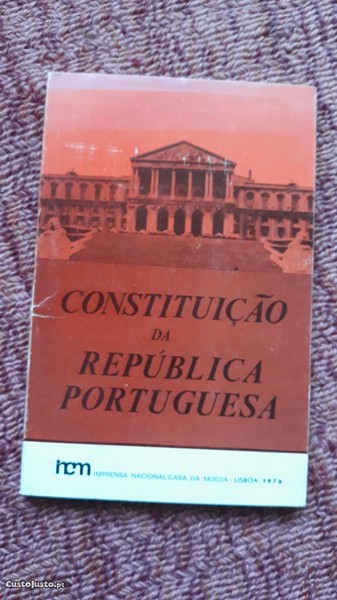 CONSTITUIÇÃO
DA
REPÚBLICA
PORTUGUESA
incm IMPRENSA NACIONAL-CASA DA MOEDA - LISBOA - 1976
CustoJusto.pt